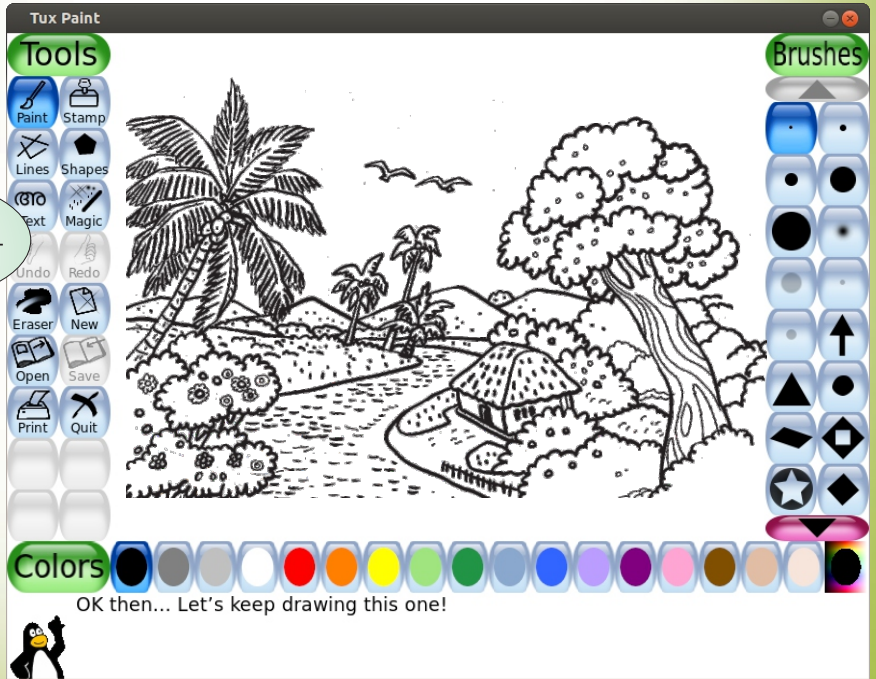 Tux Paint
Tools
Brushes
Paint Stamp
Lines Shapes
Text Magic
Undo Redo
Eraser New
Open Save
Print Quit
Colors
OK then... Let's keep drawing this one!